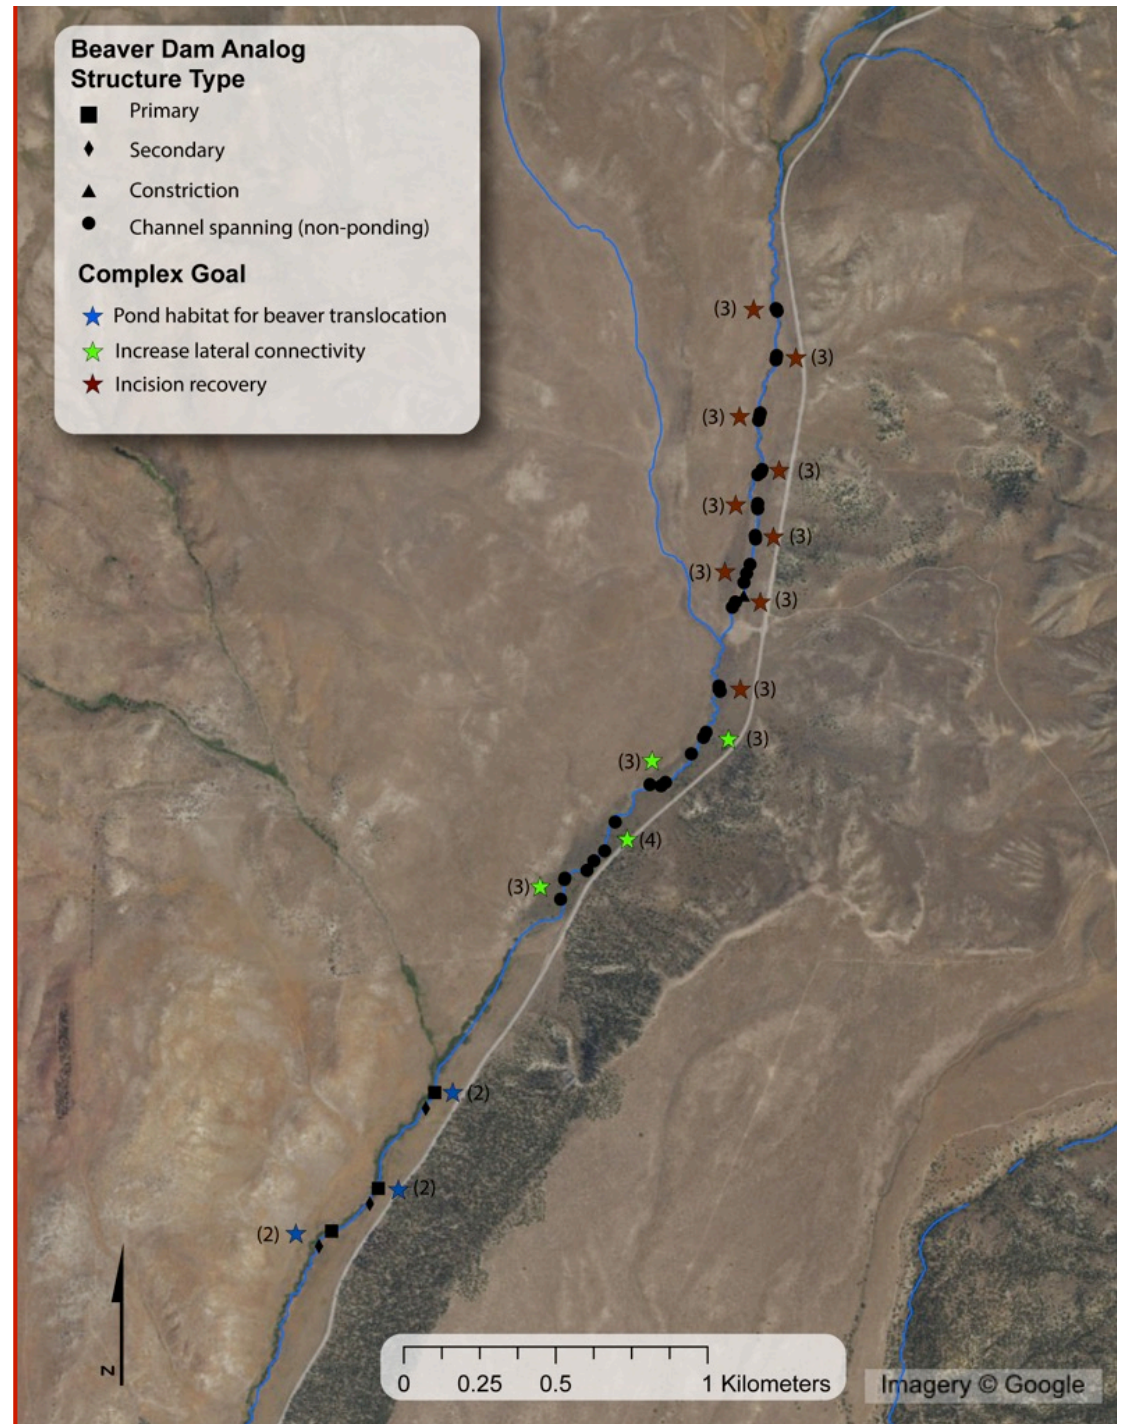 Beaver Dam Analog
Structure Type
Primary
Secondary
Constriction
Channel spanning (non-ponding)
Complex Goal
Pond habitat for beaver translocation
Increase lateral connectivity
Incision recovery
(3)
(3)
(3)
(3)
(3)
(3)
(3)
(3)
(3)
(3)
(3)
(4)
(3)
(2)
(2)
(2)
N
0 0.25 0.5 1 Kilometers
Imagery © Google